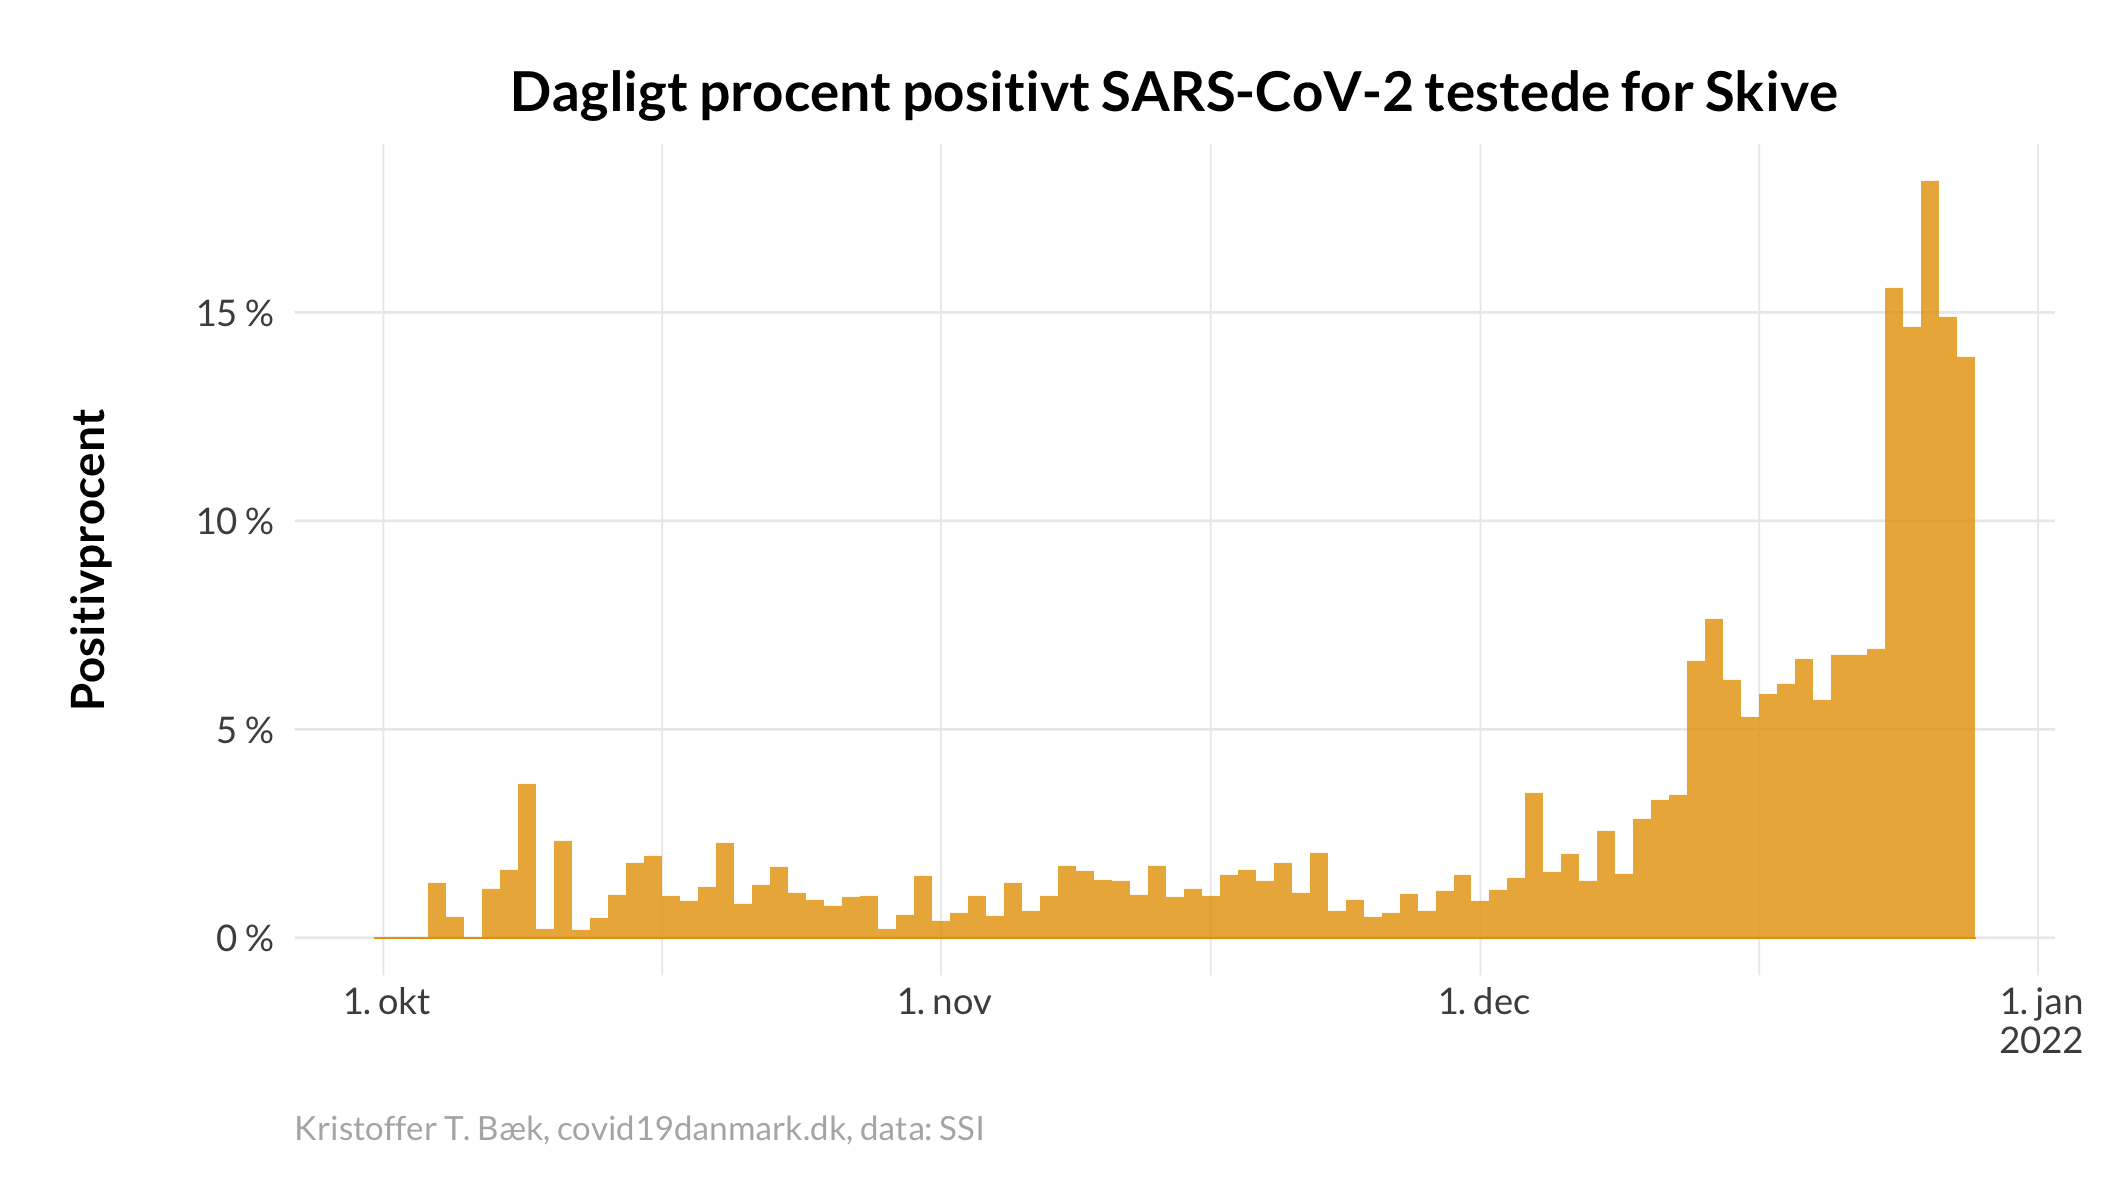 Dagligt procent positivt SARS-CoV-2 testede for Skive
Positivprocent
15 %
10 %
5 %
0 %
1. okt
1. nov
1. dec
1. jan
2022
Kristoffer T. Bæk, covid19danmark.dk, data: SSI